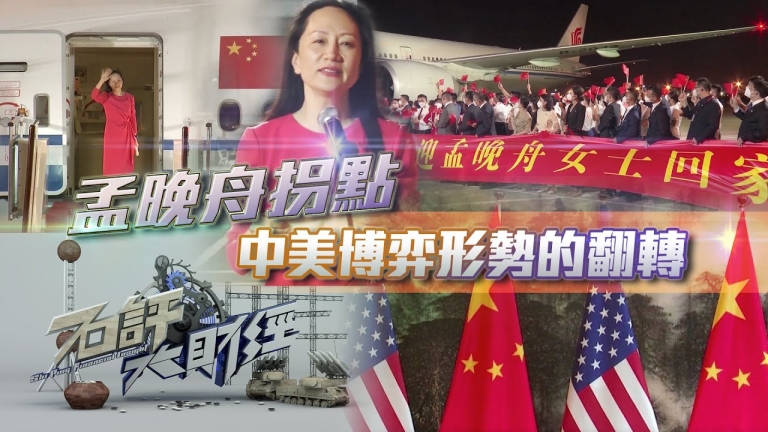 迎孟晚舟女士回家
孟晚舟拐點
中美博弈形勢的翻轉
石評大財經